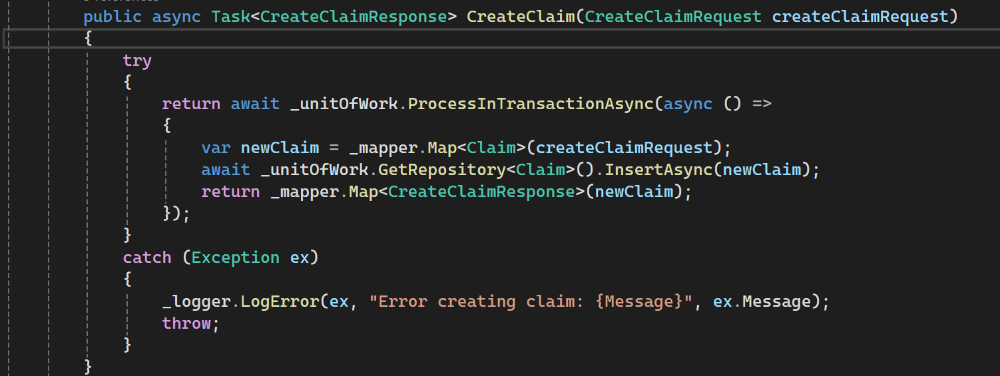 public async Task<CreateClaimResponse> CreateClaim(CreateClaimRequest createClaimRequest)
{
try
{
return await _unitOfWork.ProcessInTransactionAsync(async () =>
{
var newClaim = _mapper.Map<Claim>(createClaimRequest);
await _unitOfWork.GetRepository<Claim>().InsertAsync(newClaim);
return _mapper.Map<CreateClaimResponse>(newClaim);
});
}
catch (Exception ex)
{
_logger.LogError(ex, "Error creating claim: {Message}", ex.Message);
throw;
}
}